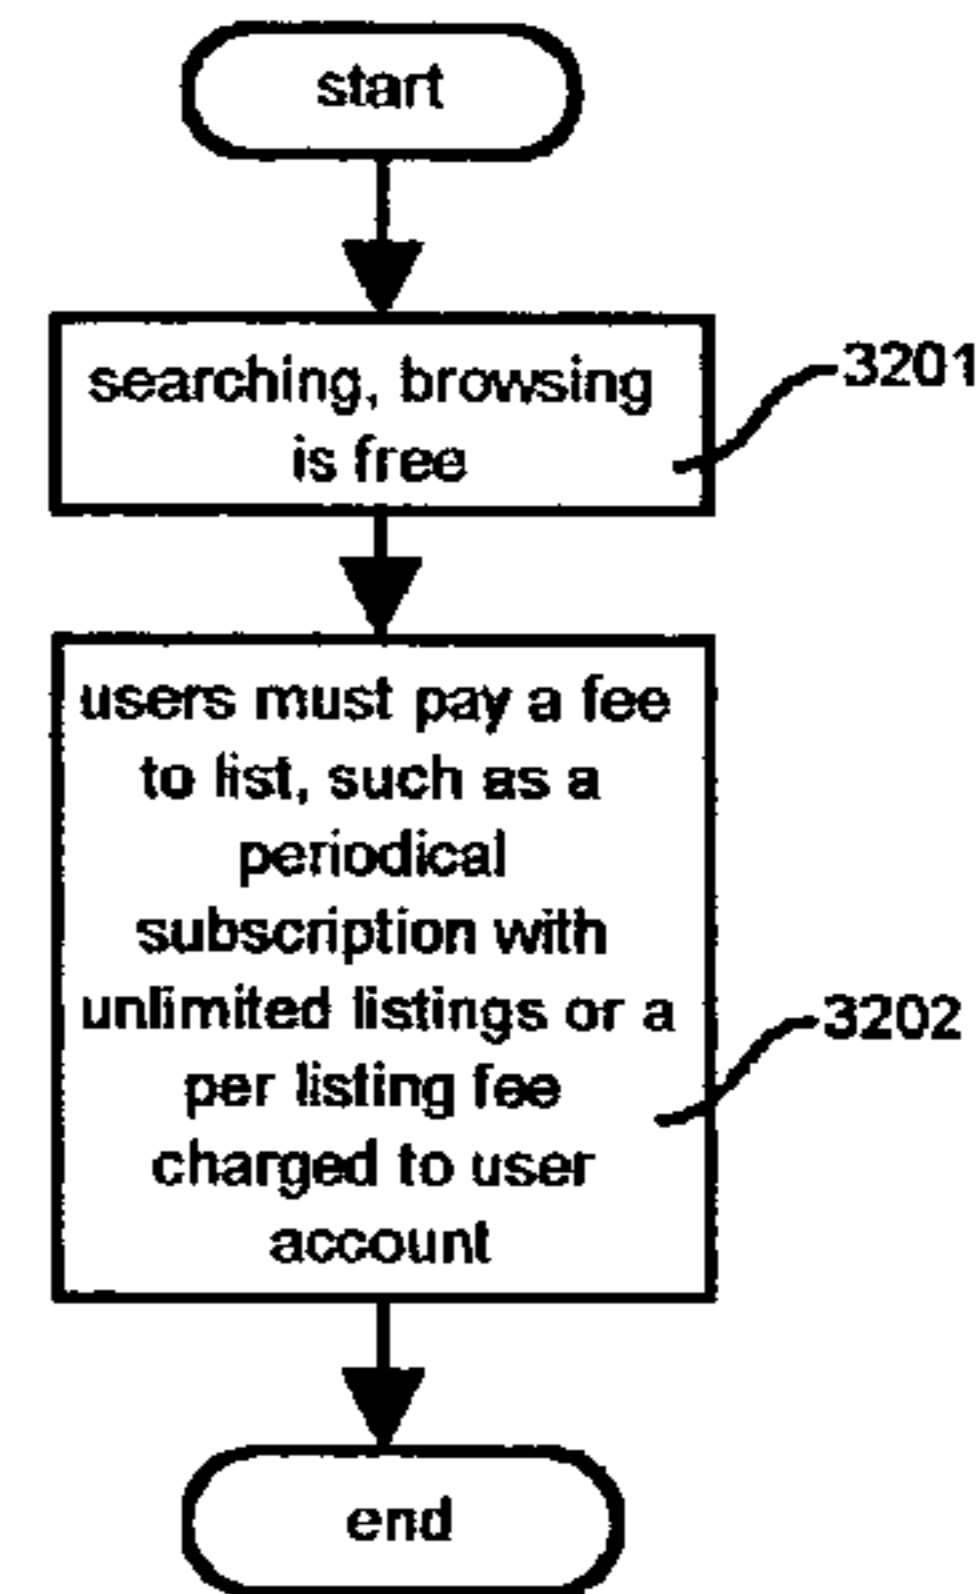 start
searching, browsing
is free
3201
users must pay a fee
to list, such as a
periodical
subscription with
unlimited listings or a
per listing fee
charged to user
account
3202
end